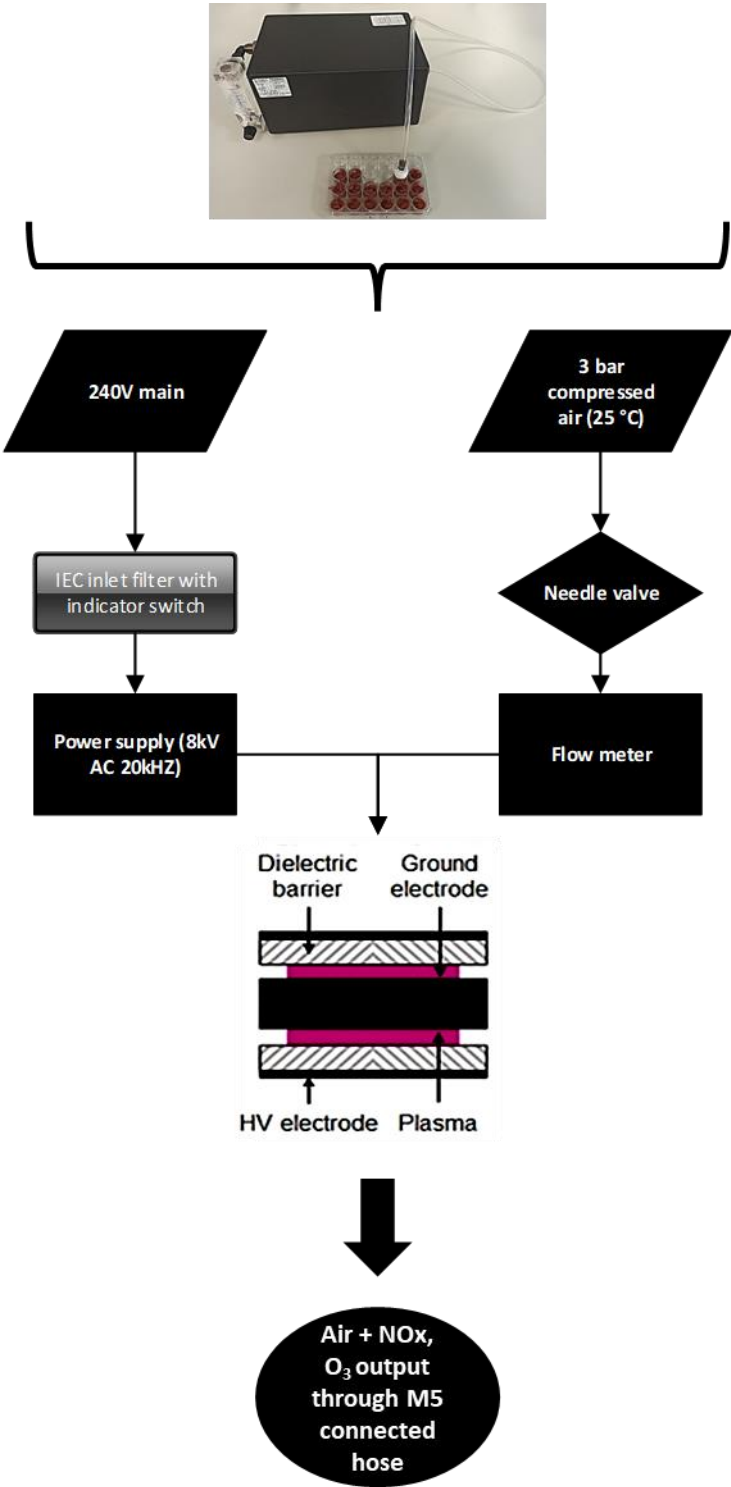 240V main
3 bar
compressed
air (25 °C)
IEC inlet filter with
indicator switch
Needle valve
Power supply (8kV
AC 20kHZ)
Flow meter
Dielectric
barrier
Ground
electrode
HV electrode
Plasma
Air + NOx,
O₃ output
through M5
connected
hose